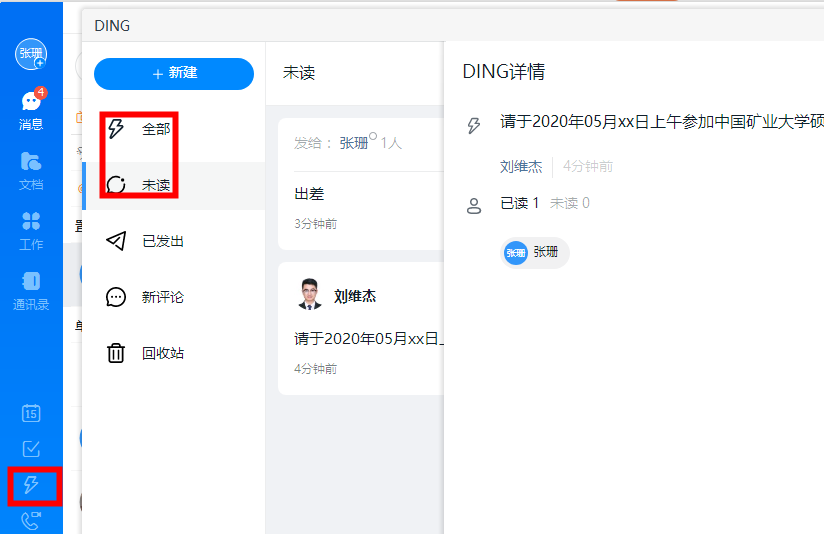 DING
张珊
4
消息
文档
工作
通讯录
15
新建
全部
未读
已发出
新评论
回收站
未读
发给： 张珊 1人
出差
3分钟前
刘维杰
请于2020年05月xx日
4分钟前
DING详情
请于2020年05月xx日上午参加中国矿业大学硕
刘维杰 4分钟前
已读 1 未读 0
张珊 张珊